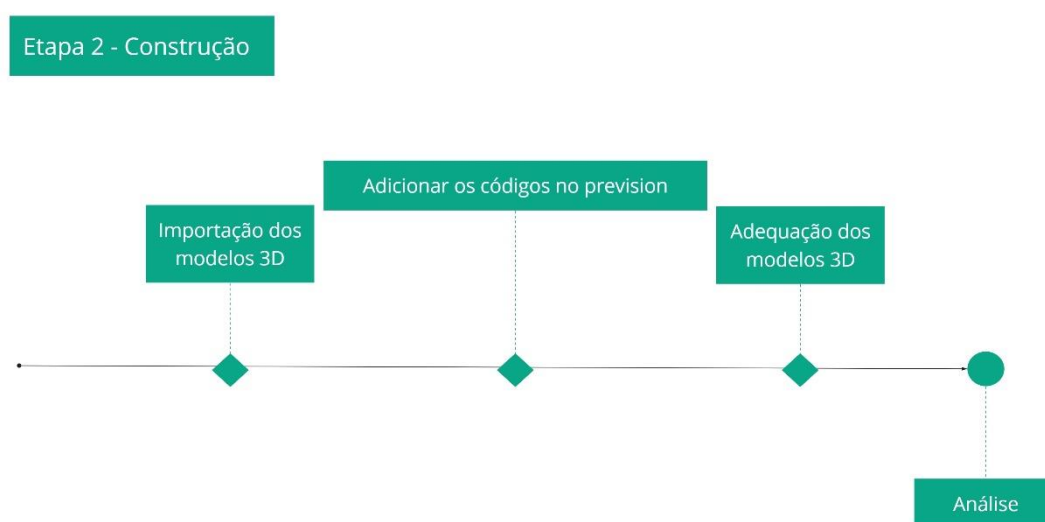 Etapa 2 - Construção
Adicionar os códigos no prevision
Importação dos
modelos 3D
Adequação dos
modelos 3D
Análise